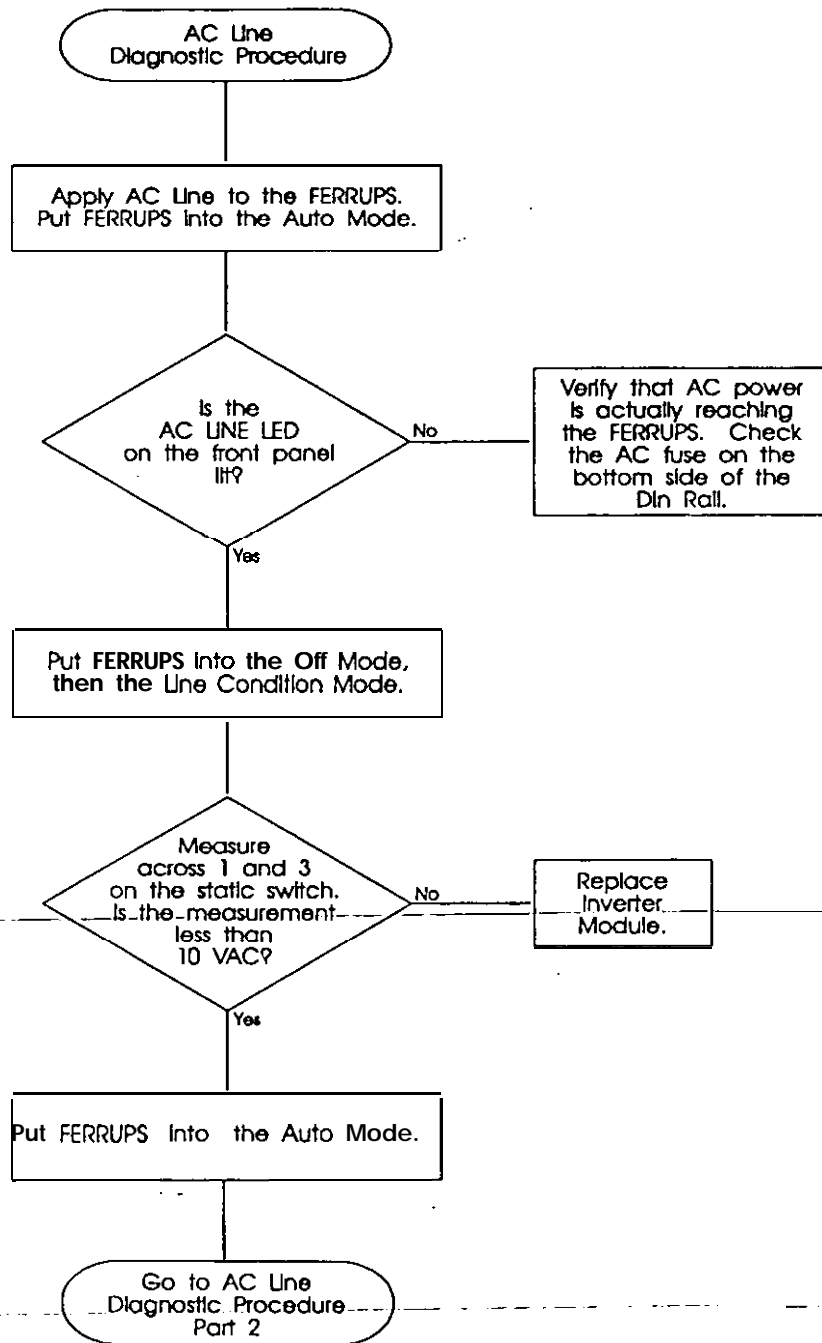 AC Line
Diagnostic Procedure
Apply AC Line to the FERRUPS.
Put FERRUPS into the Auto Mode.
Is the
AC LINE LED
on the front panel
lit?
No
Verify that AC power
is actually reaching
the FERRUPS. Check
the AC fuse on the
bottom side of the
Din Rail.
Yes
Put FERRUPS into the Off Mode,
then the Line Condition Mode.
Measure
across 1 and 3
on the static switch.
Is the measurement
less than
10 VAC?
No
Replace
Inverter
Module.
Yes
Put FERRUPS into the Auto Mode.
Go to AC Line
Diagnostic Procedure
Part 2